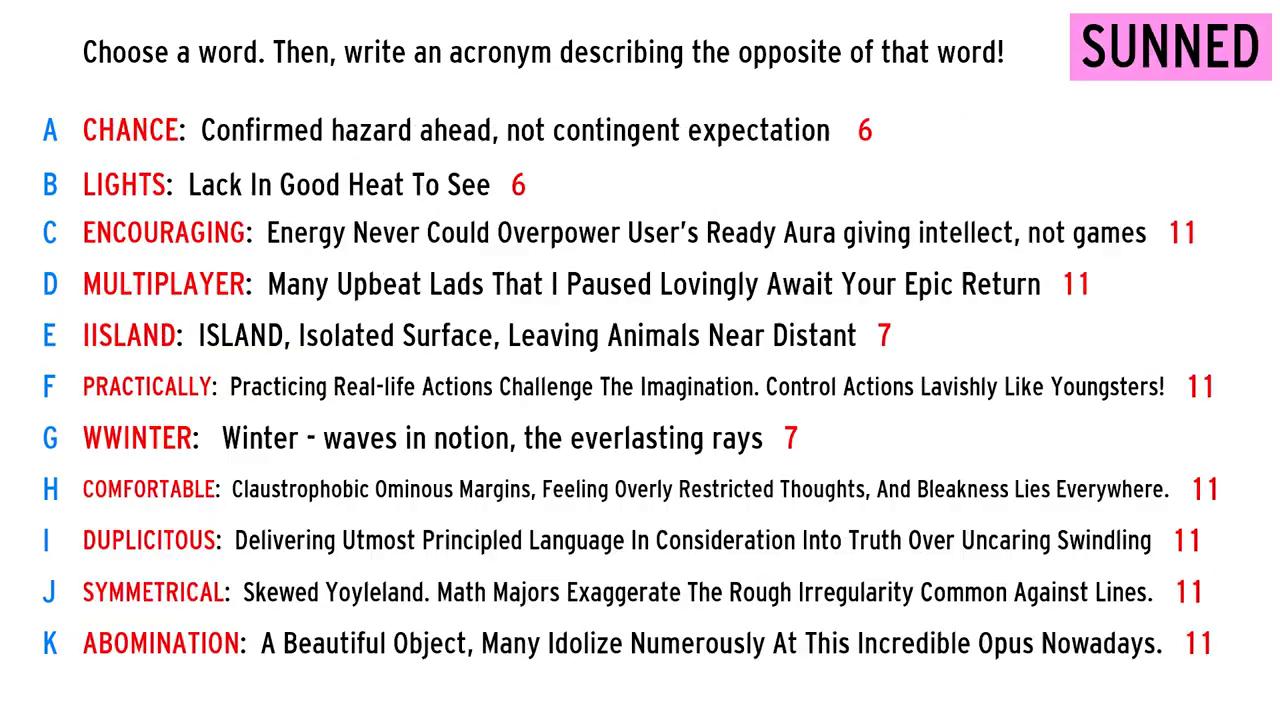 Choose a word. Then, write an acronym describing the opposite of that word!
SUNNED
A CHANCE: Confirmed hazard ahead, not contingent expectation 6
B LIGHTS: Lack In Good Heat To See 6
C ENCOURAGING: Energy Never Could Overpower User's Ready Aura giving intellect, not games 11
D MULTIPLAYER: Many Upbeat Lads That I Paused Lovingly Await Your Epic Return 11
E IISLAND: ISLAND, Isolated Surface, Leaving Animals Near Distant 7
F PRACTICALLY: Practicing Real-life Actions Challenge The Imagination. Control Actions Lavishly Like Youngsters! 11
G WWINTER: Winter - waves in notion, the everlasting rays 7
H COMFORTABLE: Claustrophobic Ominous Margins, Feeling Overly Restricted Thoughts, And Bleakness Lies Everywhere. 11
I DUPLICITOUS: Delivering Utmost Principled Language In Consideration Into Truth Over Uncaring Swindling 11
J SYMMETRICAL: Skewed Yoyleland. Math Majors Exaggerate The Rough Irregularity Common Against Lines. 11
K ABOMINATION: A Beautiful Object, Many Idolize Numerously At This Incredible Opus Nowadays. 11